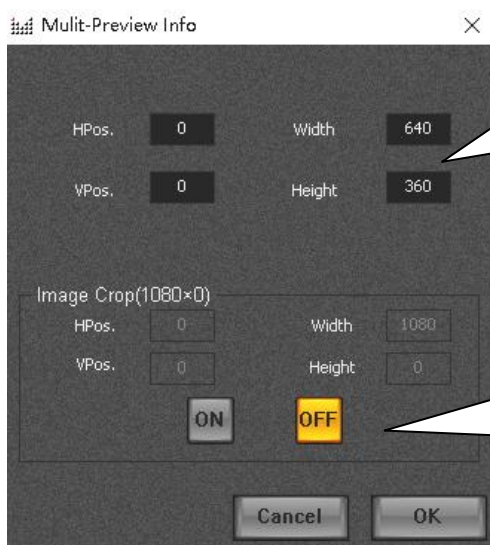 Mulit-Preview Info
HPos. 0 Width 640
VPos. 0 Height 360
Image Crop(1080×0)
HPos. 0 Width 1080
VPos. 0 Height 0
ON OFF
Cancel OK